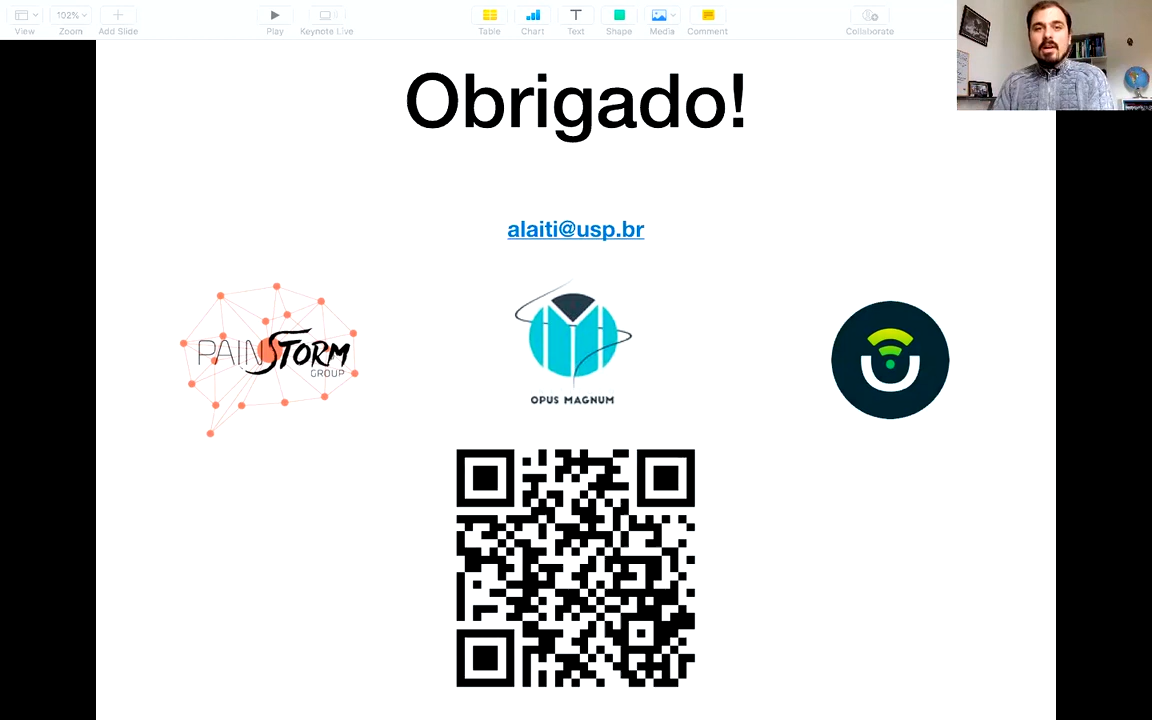 View
102%
Zoom
Add Slide
Play
Keynote Live
Table
Chart
Text
Shape
Media
Comment
Collaborate
Obrigado!
alaiti@usp.br
PAINSTORM
GROUP
OPUS MAGNUM